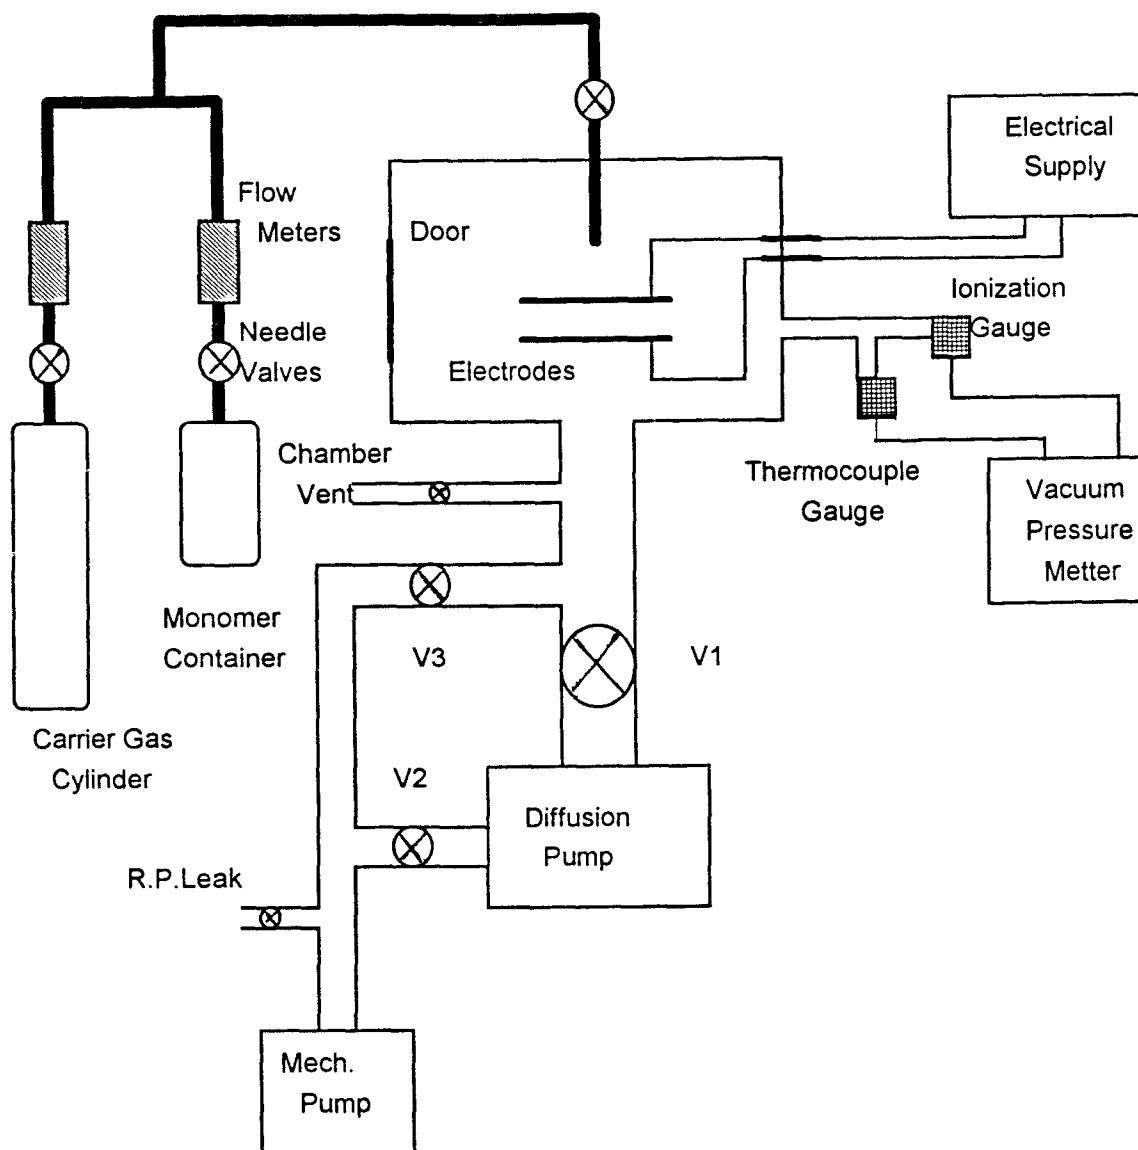 Electrical
Supply
Flow
Meters
Door
Ionization
Gauge
Needle
Valves
Electrodes
Chamber
Vent
Thermocouple
Gauge
Vacuum
Pressure
Metter
Monomer
Container
V3
V1
Carrier Gas
Cylinder
V2
Diffusion
Pump
R.P.Leak
Mech.
Pump